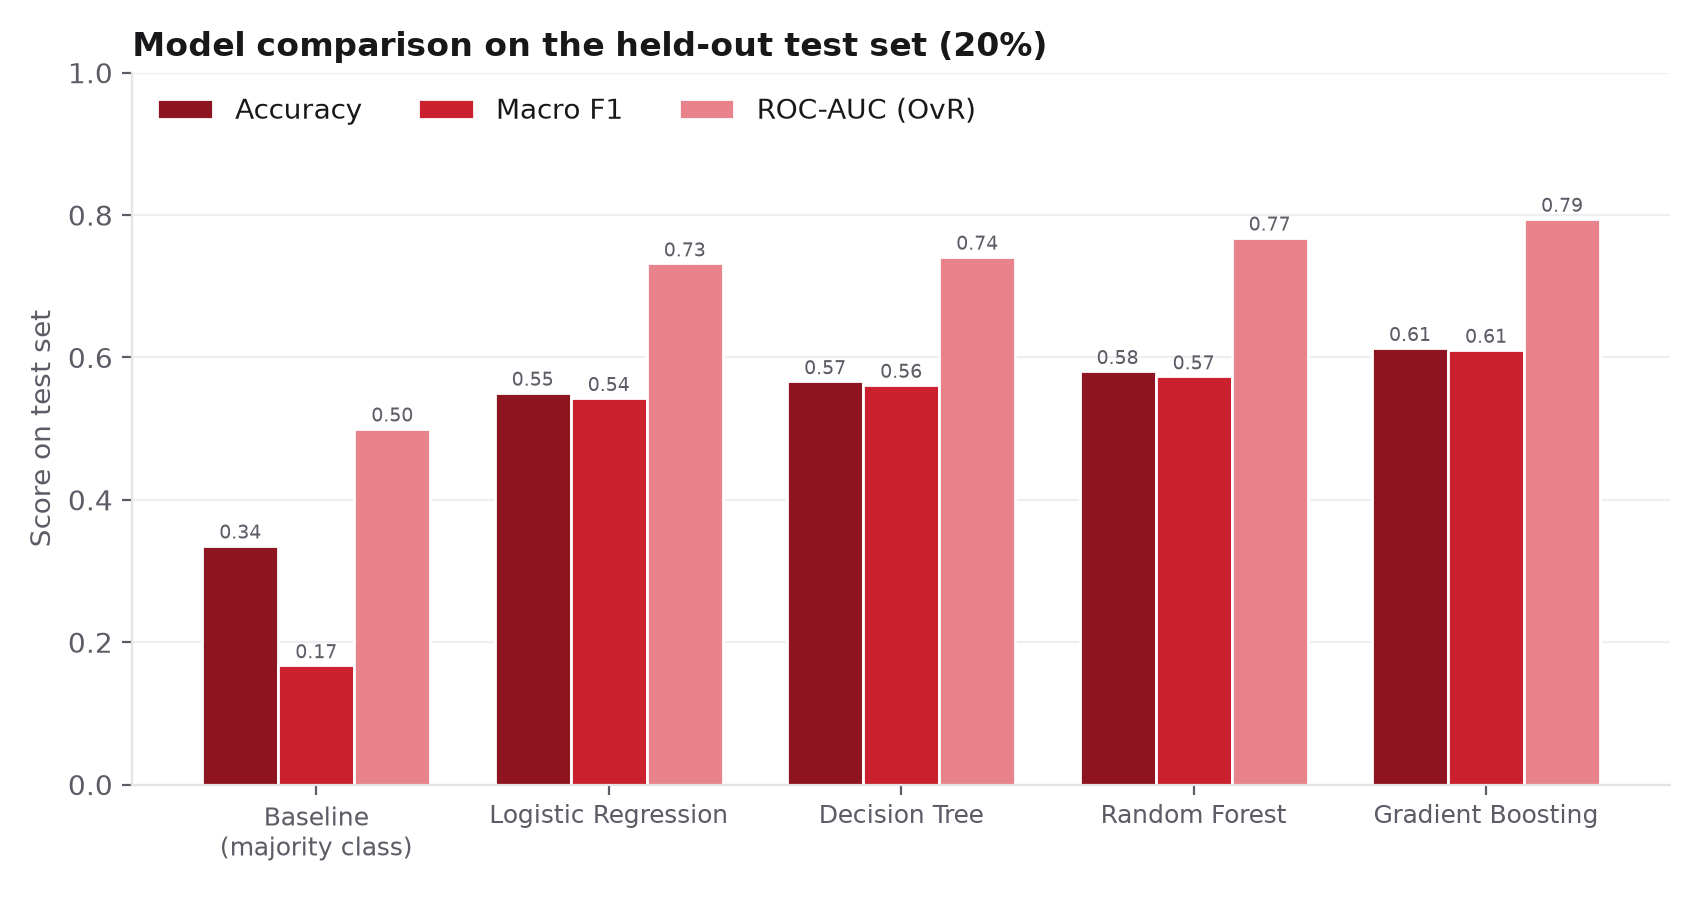 Model comparison on the held-out test set (20%)
Accuracy Macro F1 ROC-AUC (OvR)
Score on test set
1.0
0.8
0.6
0.4
0.2
0.0
0.34 0.17 0.50
0.55 0.54 0.73
0.57 0.56 0.74
0.58 0.57 0.77
0.61 0.61 0.79
Baseline
(majority class)
Logistic Regression
Decision Tree
Random Forest
Gradient Boosting